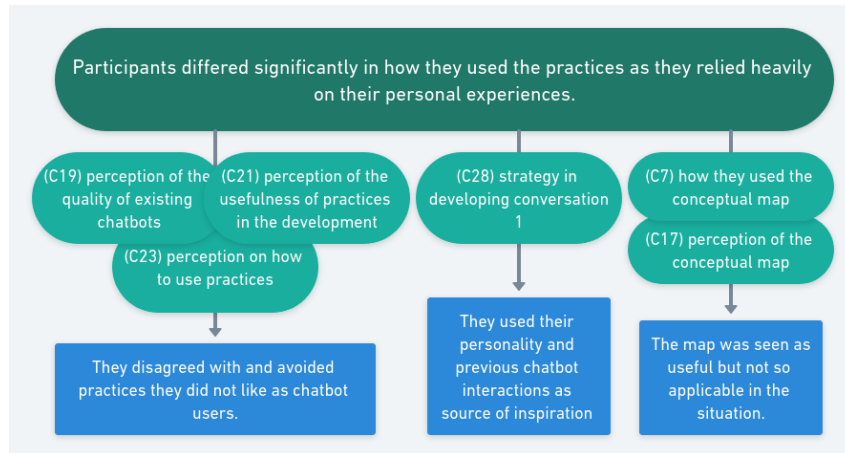 Participants differed significantly in how they used the practices as they relied heavily
on their personal experiences.
(C19) perception of the
quality of existing
chatbots
(C21) perception of the
usefulness of practices
in the development
(C23) perception on how
to use practices
They disagreed with and avoided
practices they did not like as chatbot
users.
(C28) strategy in
developing conversation
1
They used their
personality and
previous chatbot
interactions as
source of inspiration
(C7) how they used the
conceptual map
(C17) perception of the
conceptual map
The map was seen as
useful but not so
applicable in the
situation.